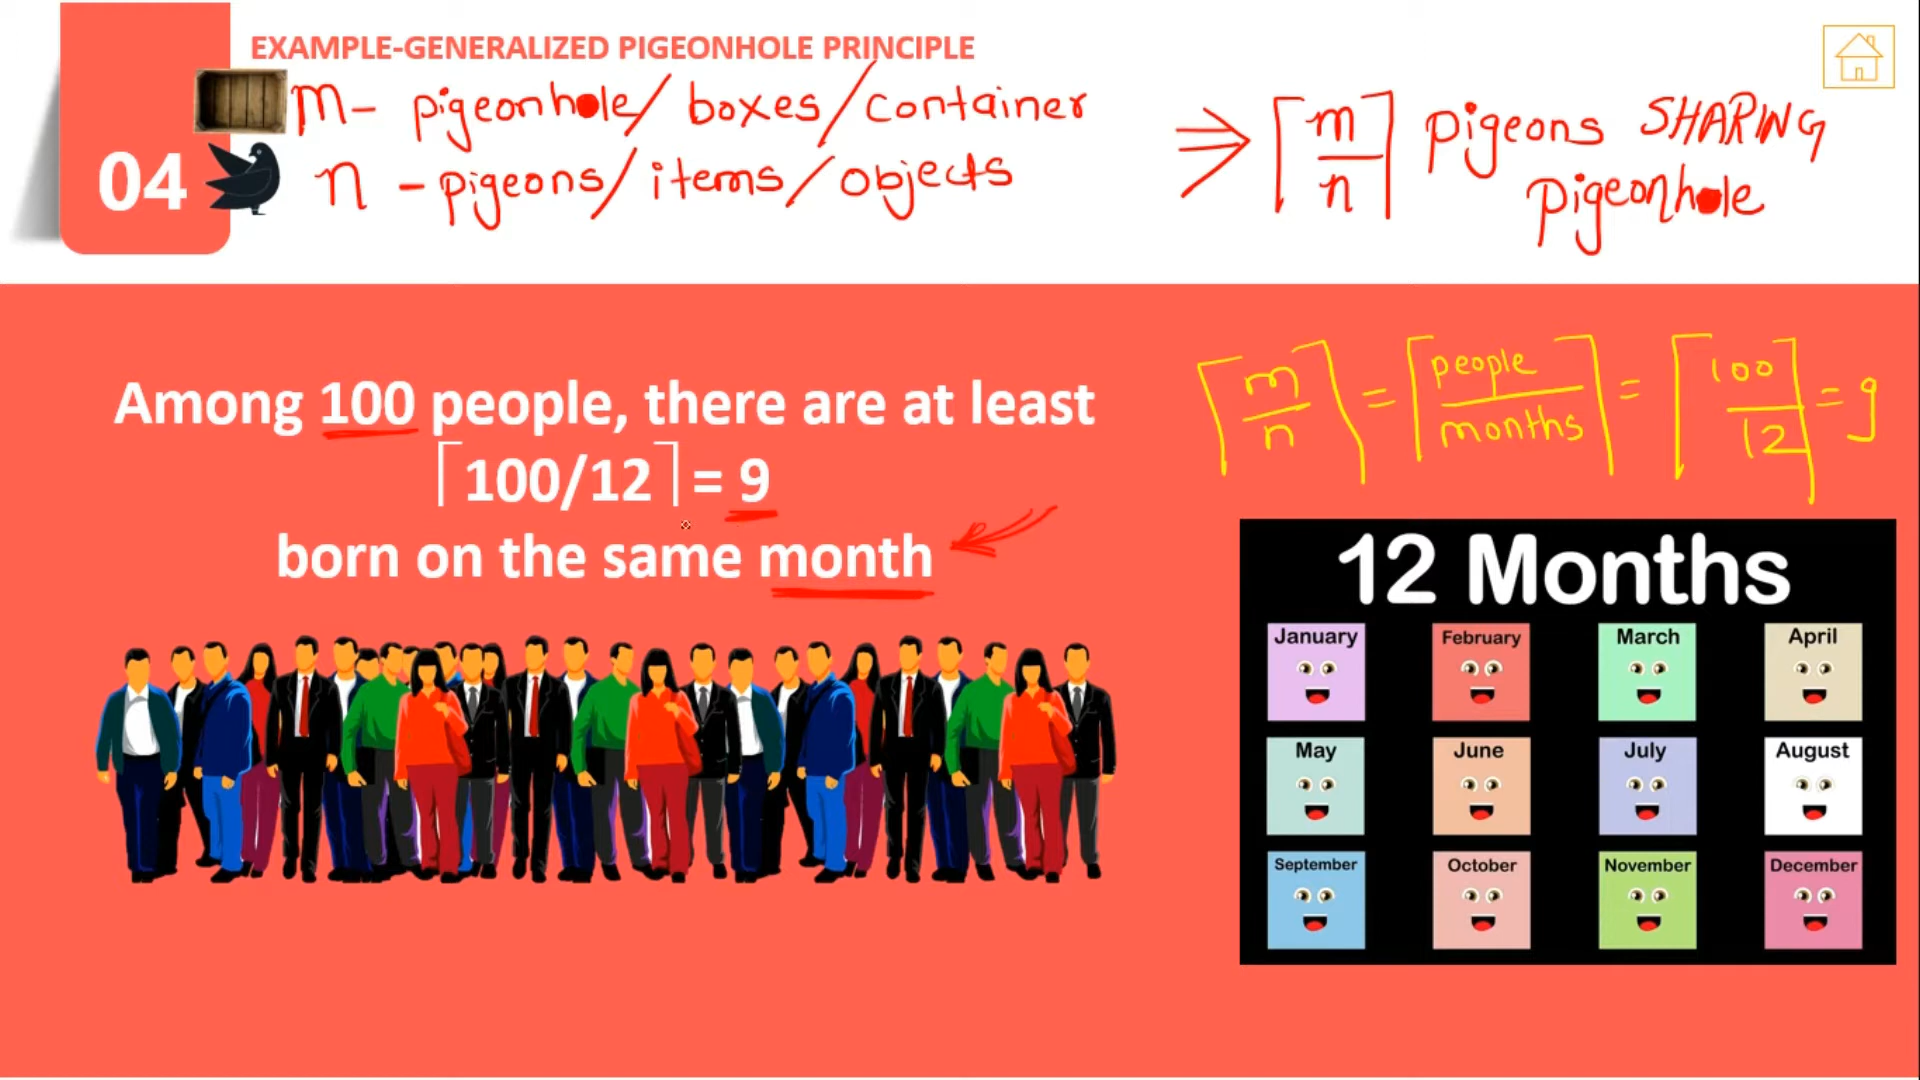 EXAMPLE-GENERALIZED PIGEONHOLE PRINCIPLE
m- pigeonhole/ boxes/container
04
n -pigeons/items/objects
⇒ ⌈m/n⌉ pigeons SHARING
pigeonhole
Among 100 people, there are at least
⌈100/12⌉= 9
born on the same month
⌈m/n⌉ = ⌈people/months⌉ = ⌈100/12⌉ = 9
12 Months
January February March April
May June July August
September October November December